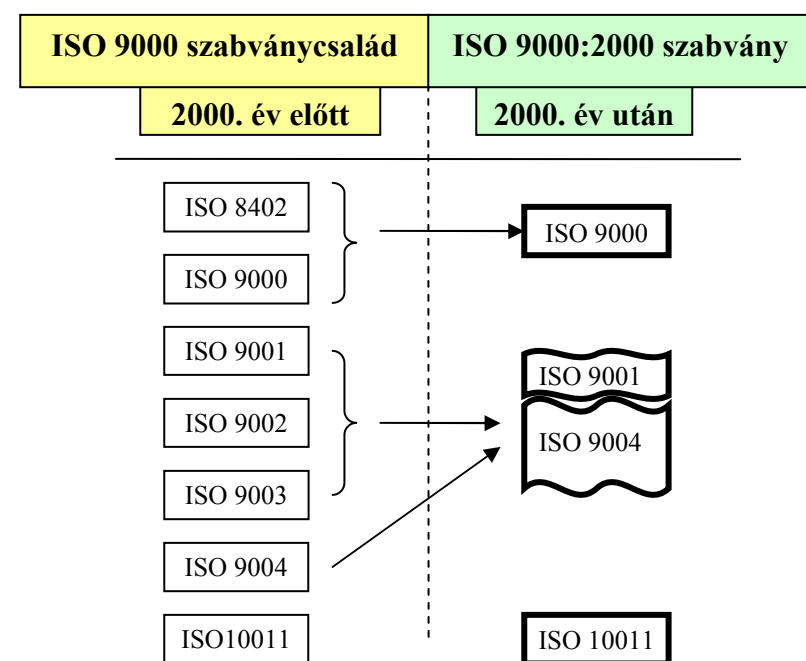 ISO 9000 szabványcsalád
ISO 9000:2000 szabvány
2000. év előtt
2000. év után
ISO 8402
ISO 9000
ISO 9000
ISO 9001
ISO 9001
ISO 9002
ISO 9004
ISO 9003
ISO 9004
ISO10011
ISO 10011